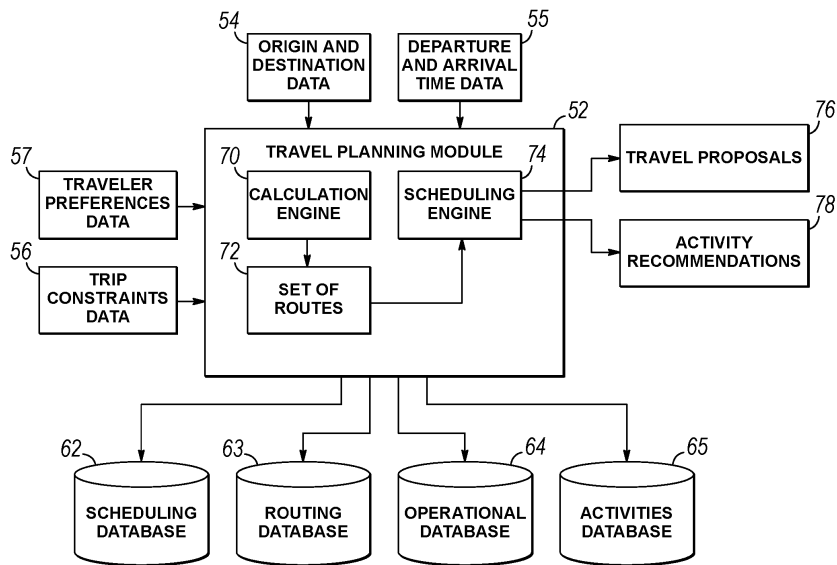 54
ORIGIN AND
DESTINATION
DATA
55
DEPARTURE
AND ARRIVAL
TIME DATA
52
TRAVEL PLANNING MODULE
57
TRAVELER
PREFERENCES
DATA
56
TRIP
CONSTRAINTS
DATA
70
CALCULATION
ENGINE
72
SET OF
ROUTES
74
SCHEDULING
ENGINE
76
TRAVEL PROPOSALS
78
ACTIVITY
RECOMMENDATIONS
62
SCHEDULING
DATABASE
63
ROUTING
DATABASE
64
OPERATIONAL
DATABASE
65
ACTIVITIES
DATABASE